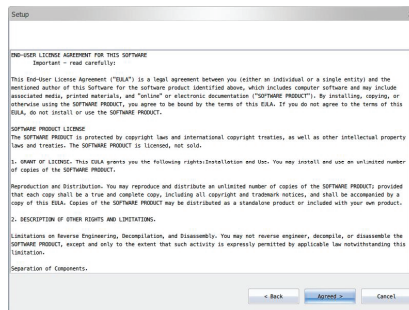 Setup
END-USER LICENSE AGREEMENT FOR THIS SOFTWARE
Important - read carefully:
This End-User License Agreement ("EULA") is a legal agreement between you (either an individual or a single entity) and the
mentioned author of this Software for the software product identified above, which includes computer software and may include
associated media, printed materials, and "online" or electronic documentation ("SOFTWARE PRODUCT"). By installing, copying, or
otherwise using the SOFTWARE PRODUCT, you agree to be bound by the terms of this EULA. If you do not agree to the terms of this
EULA, do not install or use the SOFTWARE PRODUCT.
SOFTWARE PRODUCT LICENSE
The SOFTWARE PRODUCT is protected by copyright laws and international copyright treaties, as well as other intellectual property
laws and treaties. The SOFTWARE PRODUCT is licensed, not sold.
1. GRANT OF LICENSE. This EULA grants you the following rights:Installation and Use. You may install and use an unlimited number
of copies of the SOFTWARE PRODUCT.
Reproduction and Distribution. You may reproduce and distribute an unlimited number of copies of the SOFTWARE PRODUCT; provided
that each copy shall be a true and complete copy, including all copyright and trademark notices, and shall be accompanied by a
copy of this EULA. Copies of the SOFTWARE PRODUCT may be distributed as a standalone product or included with your own product.
2. DESCRIPTION OF OTHER RIGHTS AND LIMITATIONS.
Limitations on Reverse Engineering, Decompilation, and Disassembly. You may not reverse engineer, decompile, or disassemble the
SOFTWARE PRODUCT, except and only to the extent that such activity is expressly permitted by applicable law notwithstanding this
limitation.
Separation of Components.
< Back Agreed > Cancel